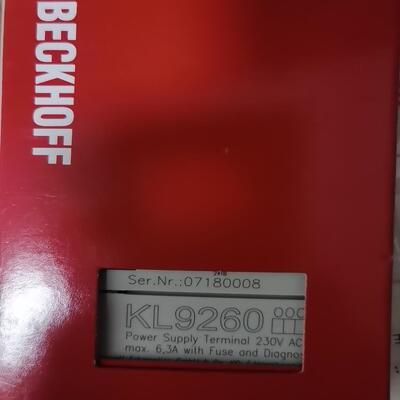 BECKHOFF
Ser.Nr.:07180008
KL9260
Power Supply Terminal 230V AC
max. 6,3A with Fuse and Diagnos